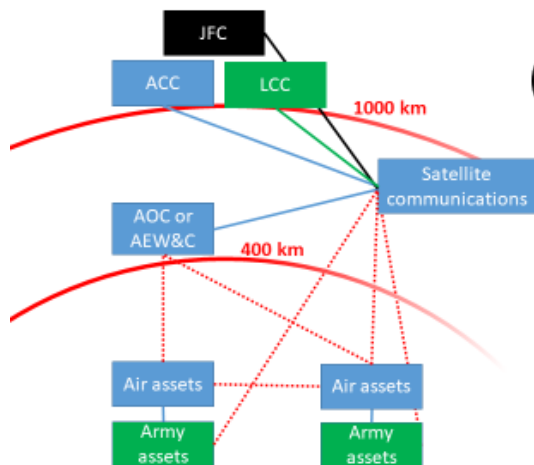 JFC
ACC
LCC
1000 km
Satellite
communications
AOC or
AEW&C
400 km
Air assets
Air assets
Army
assets
Army
assets